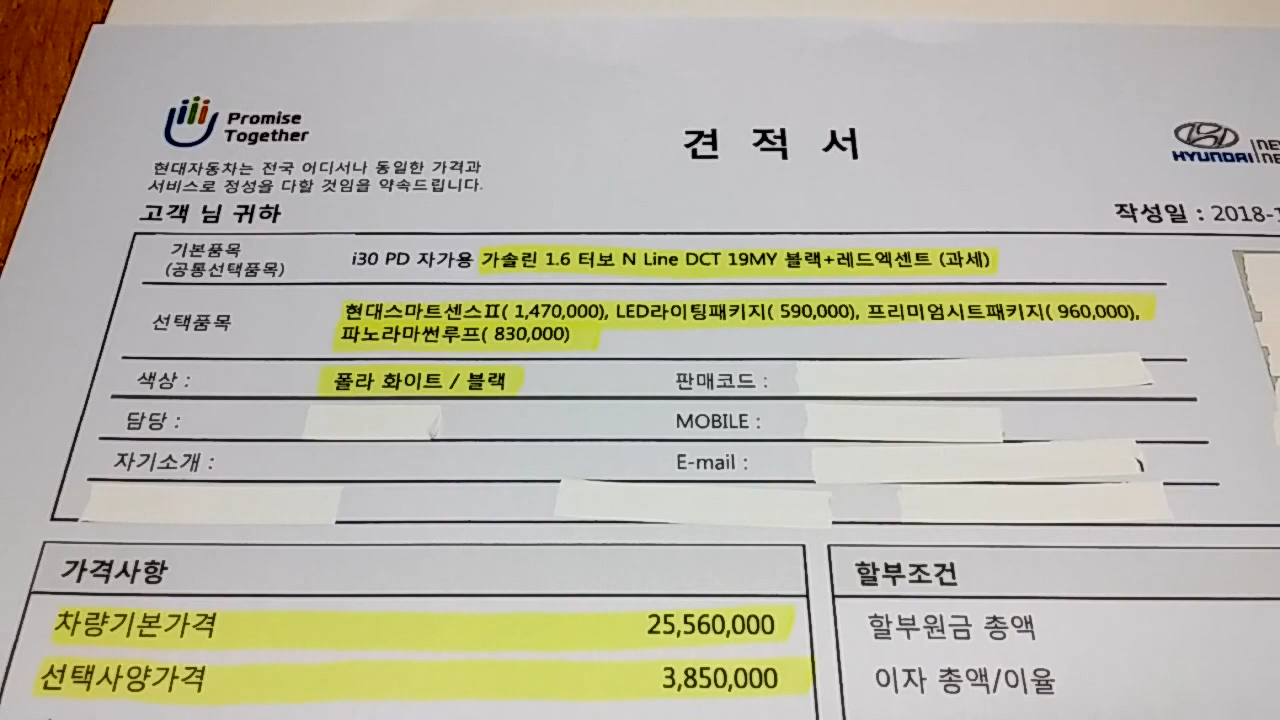 Promise
Together
현대자동차는 전국 어디서나 동일한 가격과
서비스로 정성을 다할 것임을 약속드립니다.
견 적 서
HYUNDAI
고객 님 귀하
작성일 : 2018-
기본품목
(공통선택품목)
i30 PD 자가용 가솔린 1.6 터보 N Line DCT 19MY 블랙+레드엑센트 (과세)
선택품목
현대스마트센스Ⅱ( 1,470,000), LED라이팅패키지( 590,000), 프리미엄시트패키지( 960,000),
파노라마썬루프( 830,000)
색상 : 폴라 화이트 / 블랙 판매코드 :
담당 : MOBILE :
자기소개 : E-mail :
가격사항
차량기본가격 25,560,000
선택사양가격 3,850,000
할부조건
할부원금 총액
이자 총액/이율